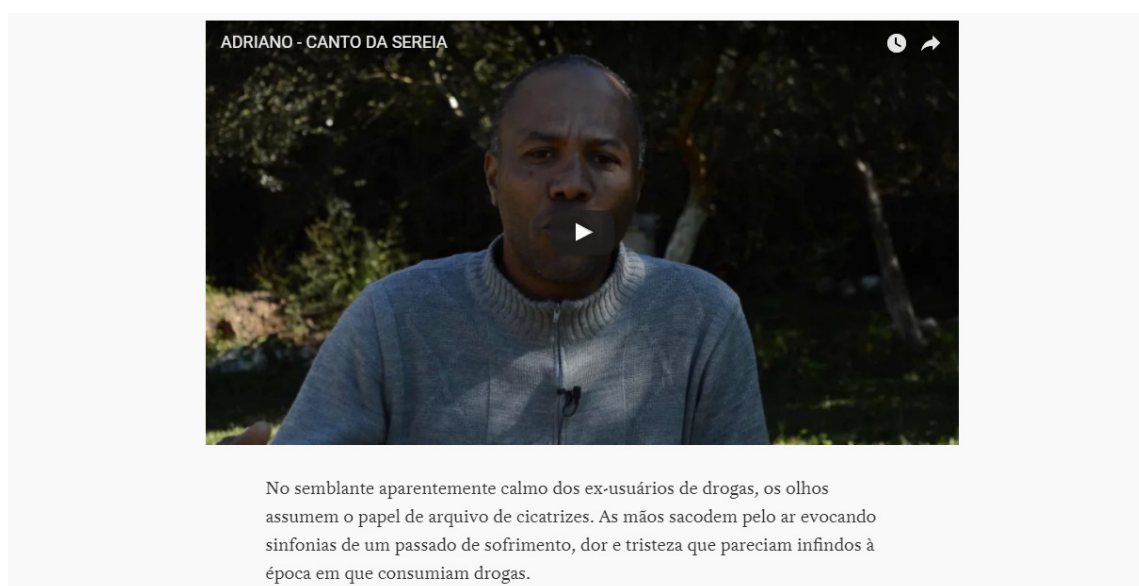 ADRIANO - CANTO DA SEREIA
No semblante aparentemente calmo dos ex-usuários de drogas, os olhos
assumem o papel de arquivo de cicatrizes. As mãos sacodem pelo ar evocando
sinfonias de um passado de sofrimento, dor e tristeza que pareciam infindos à
época em que consumiam drogas.